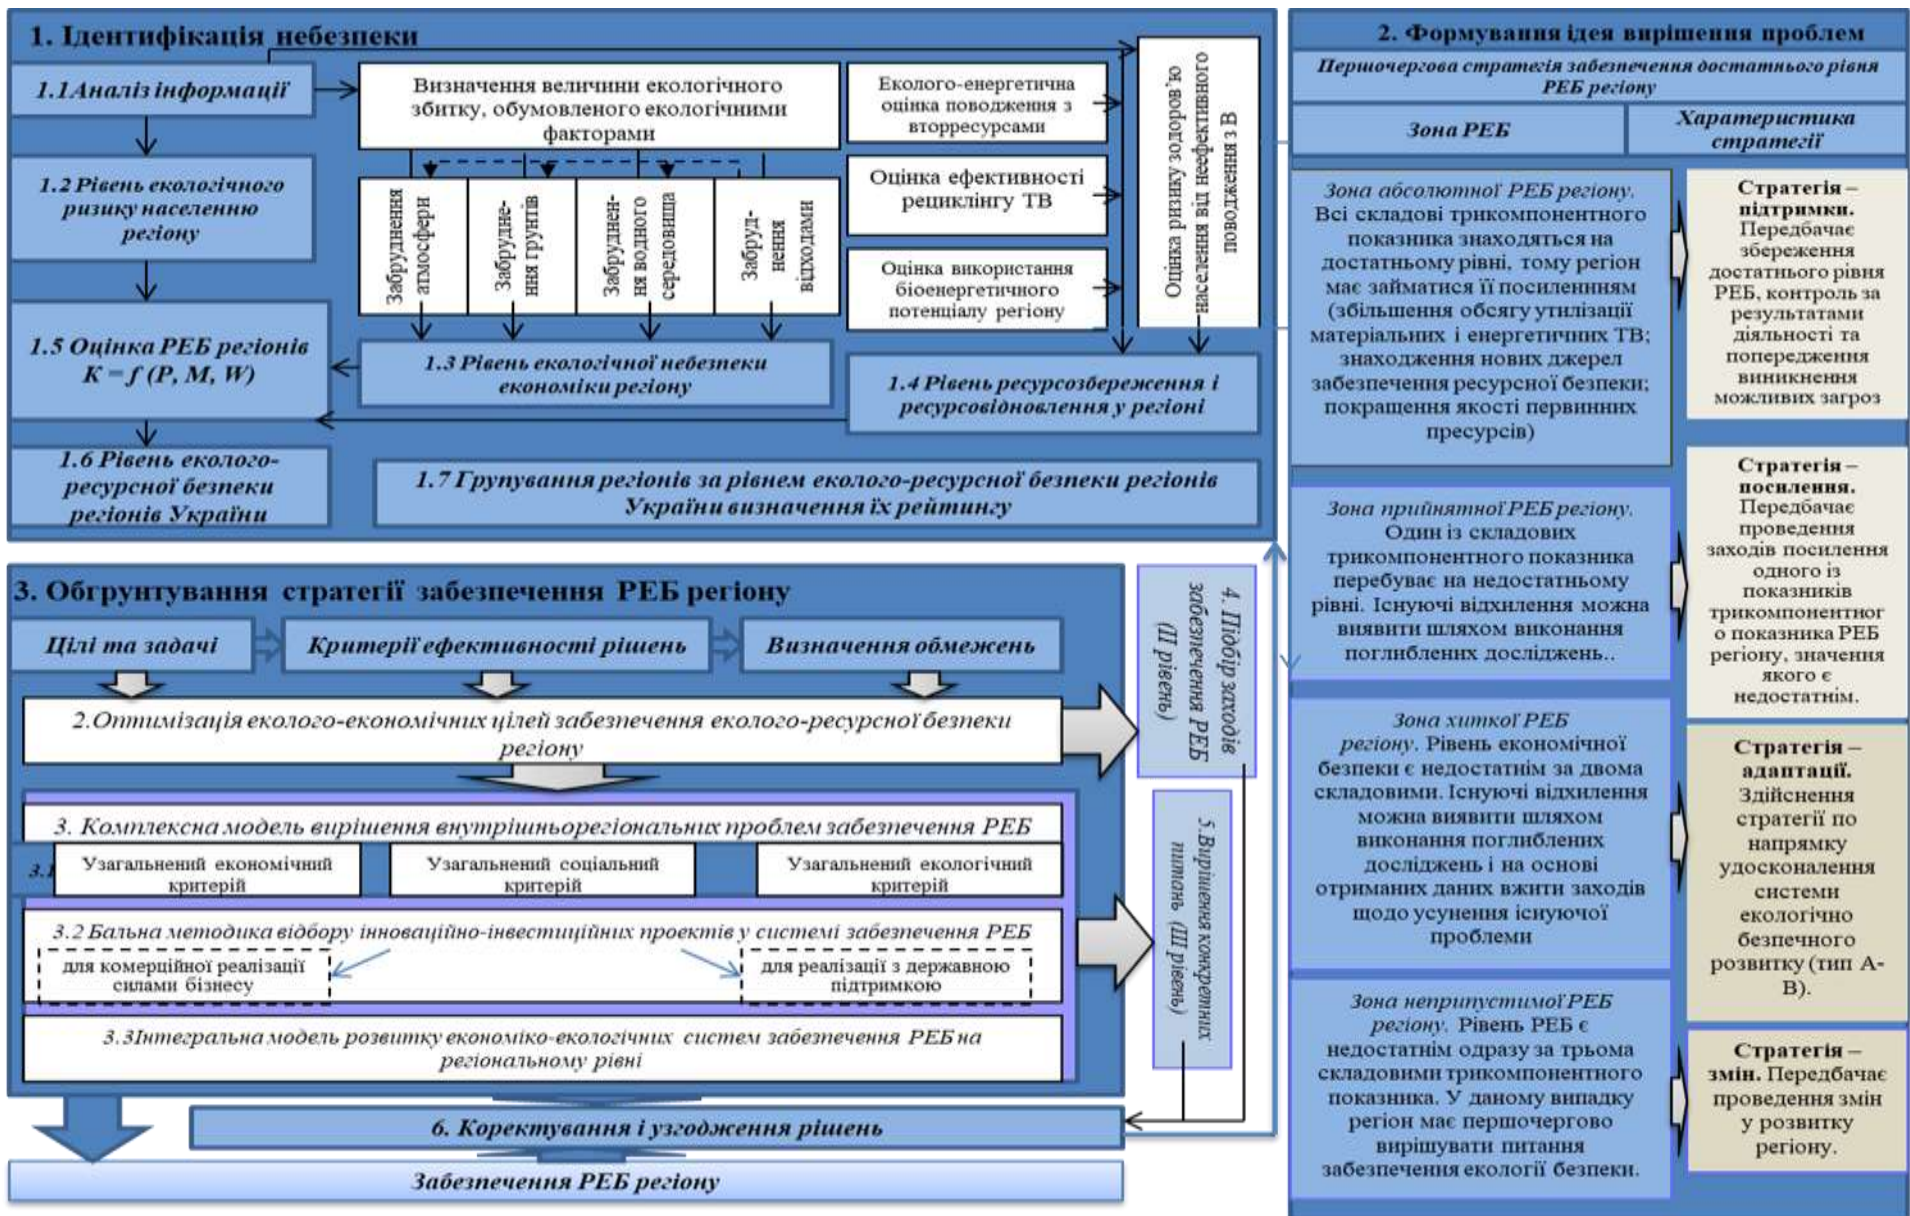 1. Ідентифікація небезпеки
1.1Аналіз інформації
1.2 Рівень екологічного
ризику населенню
регіону
1.5 Оцінка РЕБ регіонів
K = f (P, M, W)
1.6 Рівень еколого-
ресурсної безпеки
регіонів України
Визначення величини екологічного
збитку, обумовленого екологічними
факторами
Забруднення
атмосфери
Забрудне-
ння грунтів
Забруднен-
ня водного
середовища
Забруд-
нення
відходами
1.3 Рівень екологічної небезпеки
економіки регіону
Еколого-енергетична
оцінка поводження з
вторресурсами
Оцінка ефективності
рециклінгу ТВ
Оцінка використання
біоенергетичного
потенціалу регіону
Оцінка ризику зодоров’ю
населення від неефективного
поводження з В
1.4 Рівень ресурсозбереження і
ресурсовідновлення у регіоні
1.7 Групування регіонів за рівнем еколого-ресурсної безпеки регіонів
України визначення їх рейтингу
2. Формування ідея вирішення проблем
Першочергова стратегія забезпечення достатнього рівня
РЕБ регіону
Зона РЕБ
Харатеристика
стратегії
Зона абсолютної РЕБ регіону.
Всі складові трикомпонентного
показника знаходяться на
достатньому рівні, тому регіон
має займатися її посиленням
(збільшення обсягу утилізації
матеріальних і енергетичних ТВ;
знаходження нових джерел
забезпечення ресурсної безпеки;
покращення якості первинних
пресурсів)
Стратегія –
підтримки.
Передбачає
збереження
достатнього рівня
РЕБ, контроль за
результатами
діяльності та
попередження
виникнення
можливих загроз
Зона прийнятної РЕБ регіону.
Один із складових
трикомпонентного показника
перебуває на недостатньому
рівні. Існуючі відхилення можна
виявити шляхом виконання
поглиблених досліджень..
Стратегія –
посилення.
Передбачає
проведення
заходів посилення
одного із
показників
трикомпонентног
о показника РЕБ
регіону, значення
якого є
недостатнім.
Зона хиткої РЕБ
регіону. Рівень економічної
безпеки є недостатнім за двома
складовими. Існуючі відхилення
можна виявити шляхом
виконання поглиблених
досліджень і на основі
отриманих даних вжити заходів
щодо усунення існуючої
проблеми
Стратегія –
адаптації.
Здійснення
стратегії по
напрямку
удосконалення
системи
екологічно
безпечного
розвитку (тип А-
В).
Зона неприпустимої РЕБ
регіону. Рівень РЕБ є
недостатнім одразу за трьома
складовими трикомпонентного
показника. У даному випадку
регіон має першочергово
вирішувати питання
забезпечення екології безпеки.
Стратегія –
змін. Передбачає
проведення змін
у розвитку
регіону.
3. Обгрунтування стратегії забезпечення РЕБ регіону
Цілі та задачі
Критерії ефективності рішень
Визначення обмежень
2.Оптимізація еколого-економічних цілей забезпечення еколого-ресурсної безпеки
регіону
3. Комплексна модель вирішення внутрішньорегіональних проблем забезпечення РЕБ
3.1
Узагальнений економічний
критерій
Узагальнений соціальний
критерій
Узагальнений екологічний
критерій
3.2 Бальна методика відбору інноваційно-інвестиційних проектів у системі забезпечення РЕБ
для комерційної реалізації
силами бізнесу
для реалізації з державною
підтримкою
3.3Інтегральна модель розвитку економіко-екологічних систем забезпечення РЕБ на
регіональному рівні
4. Підбір заходів
забезпечення РЕБ
(ІІ рівень)
5.Вирішення конкретних
питань (ІІІ рівень)
6. Коректування і узгодження рішень
Забезпечення РЕБ регіону